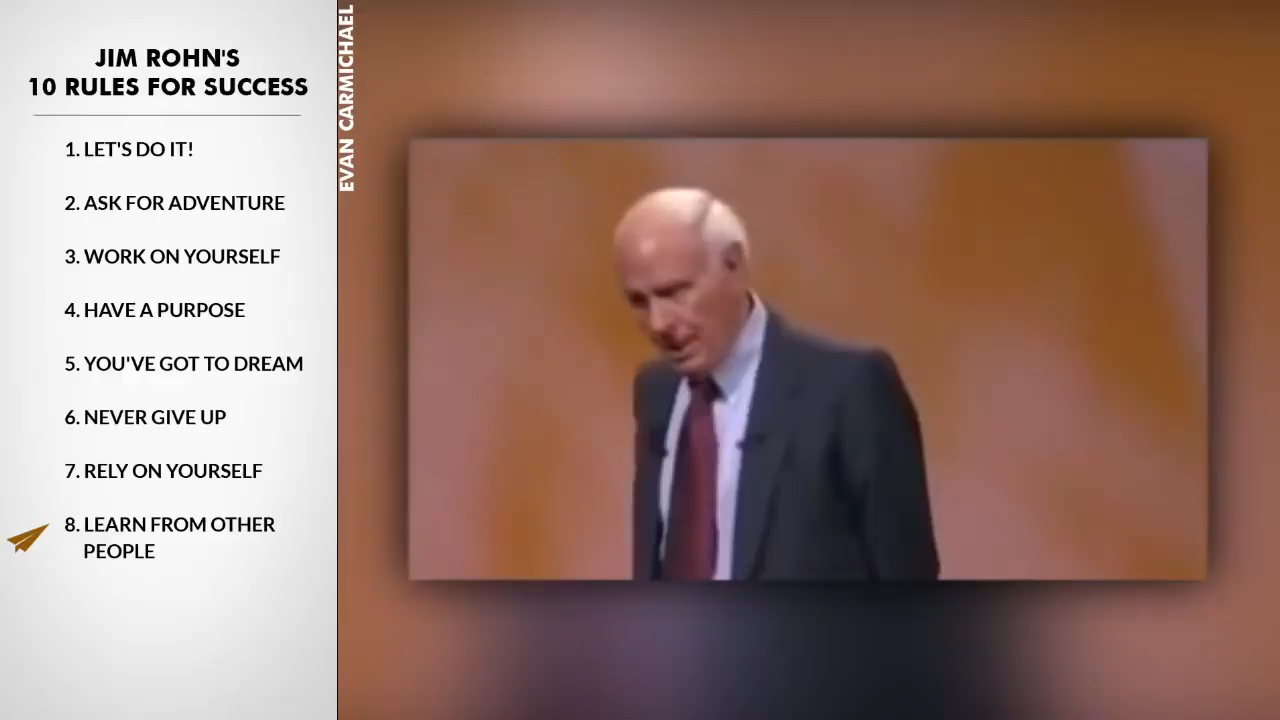 JIM ROHN'S
10 RULES FOR SUCCESS
1. LET'S DO IT!
2. ASK FOR ADVENTURE
3. WORK ON YOURSELF
4. HAVE A PURPOSE
5. YOU'VE GOT TO DREAM
6. NEVER GIVE UP
7. RELY ON YOURSELF
8. LEARN FROM OTHER
PEOPLE
EVAN CARMICHAEL